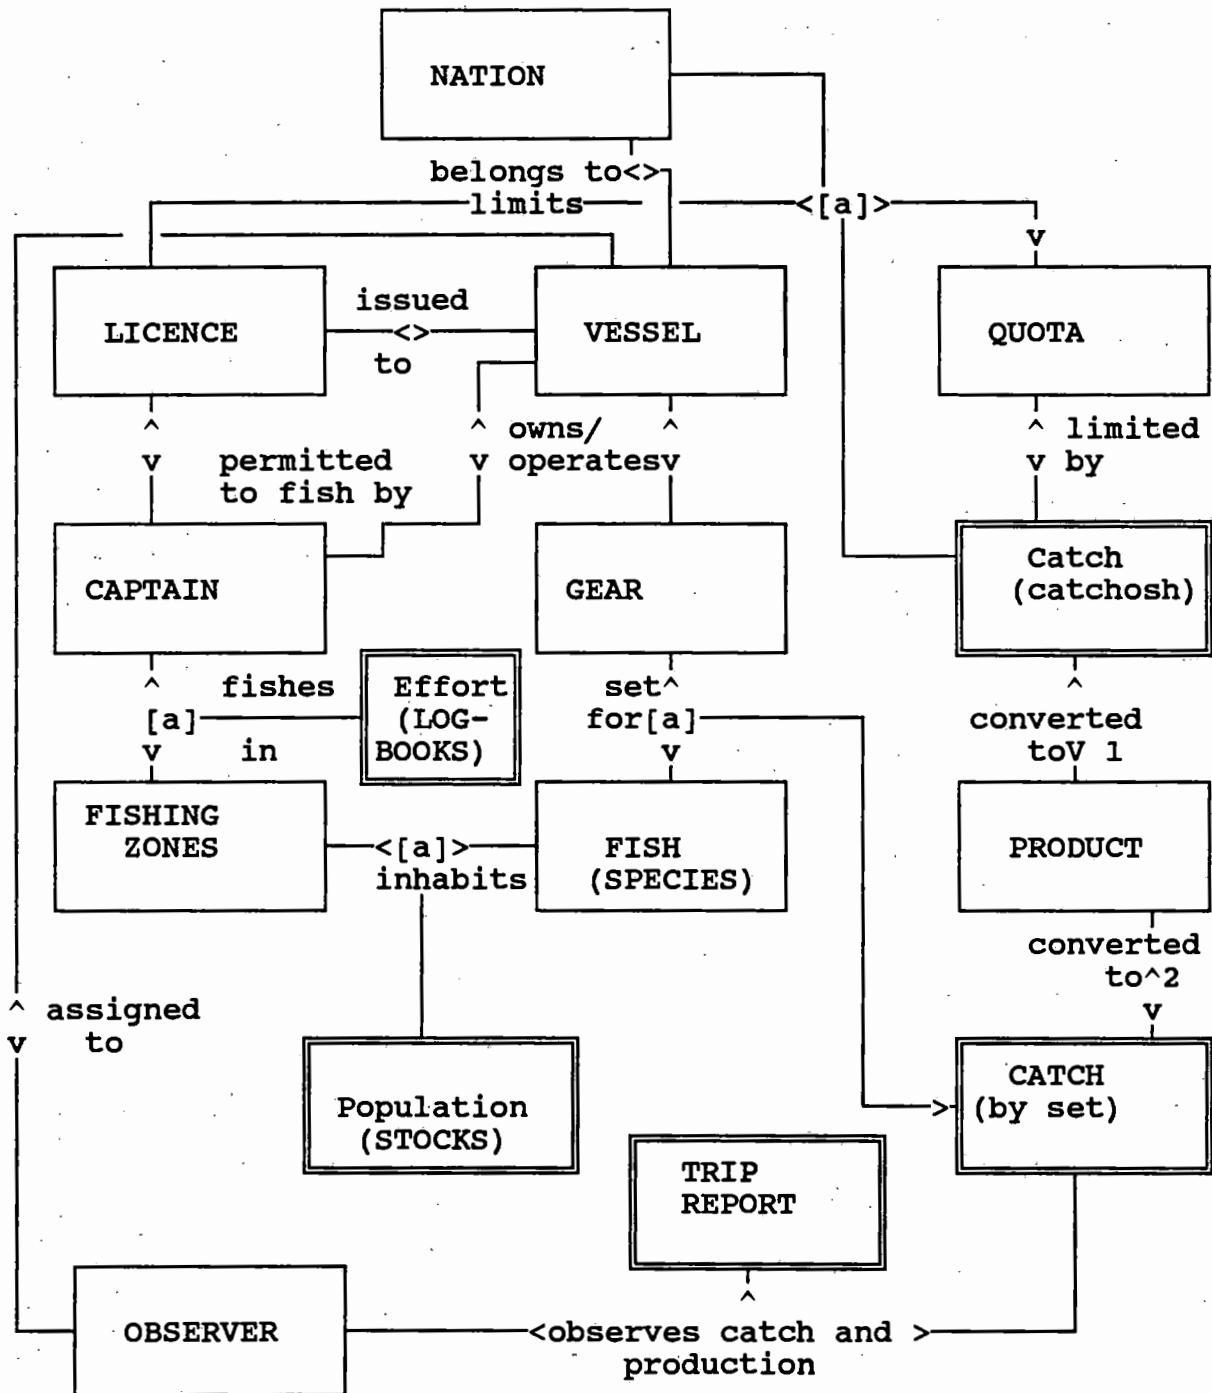 NATION
belongs to<>
limits
<[a]>
v
issued
LICENCE
<>
VESSEL
QUOTA
to
^
^ owns/
^
^ limited
v permitted
v operatesv
v by
to fish by
CAPTAIN
GEAR
Catch
(catchosh)
^ fishes
Effort
set^
^
[a]
(LOG-
for[a]
converted
v in
BOOKS)
v
toV 1
FISHING
ZONES
<[a]>
FISH
PRODUCT
inhabits
(SPECIES)
converted
to^2
^ assigned
v
v to
CATCH
Population
>
(by set)
(STOCKS)
TRIP
REPORT
^
OBSERVER
<observes catch and >
production